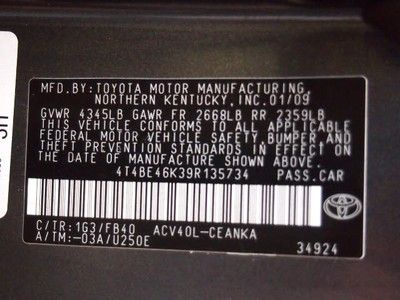 MFD.BY:TOYOTA MOTOR MANUFACTURING,
NORTHERN KENTUCKY,INC.01/09
GVWR 4345LB GAWR FR 2668LB RR 2359LB
THIS VEHICLE CONFORMS TO ALL APPLICABLE
FEDERAL MOTOR VEHICLE SAFETY,BUMPER,AND
THEFT PREVENTION STANDARDS IN EFFECT ON
THE DATE OF MANUFACTURE SHOWN ABOVE.
4T4BE46K39R135734 PASS.CAR
C/TR:1G3/FB40 ACV40L-CEANKA
A/TM:-03A/U250E
TOYOTA
34924